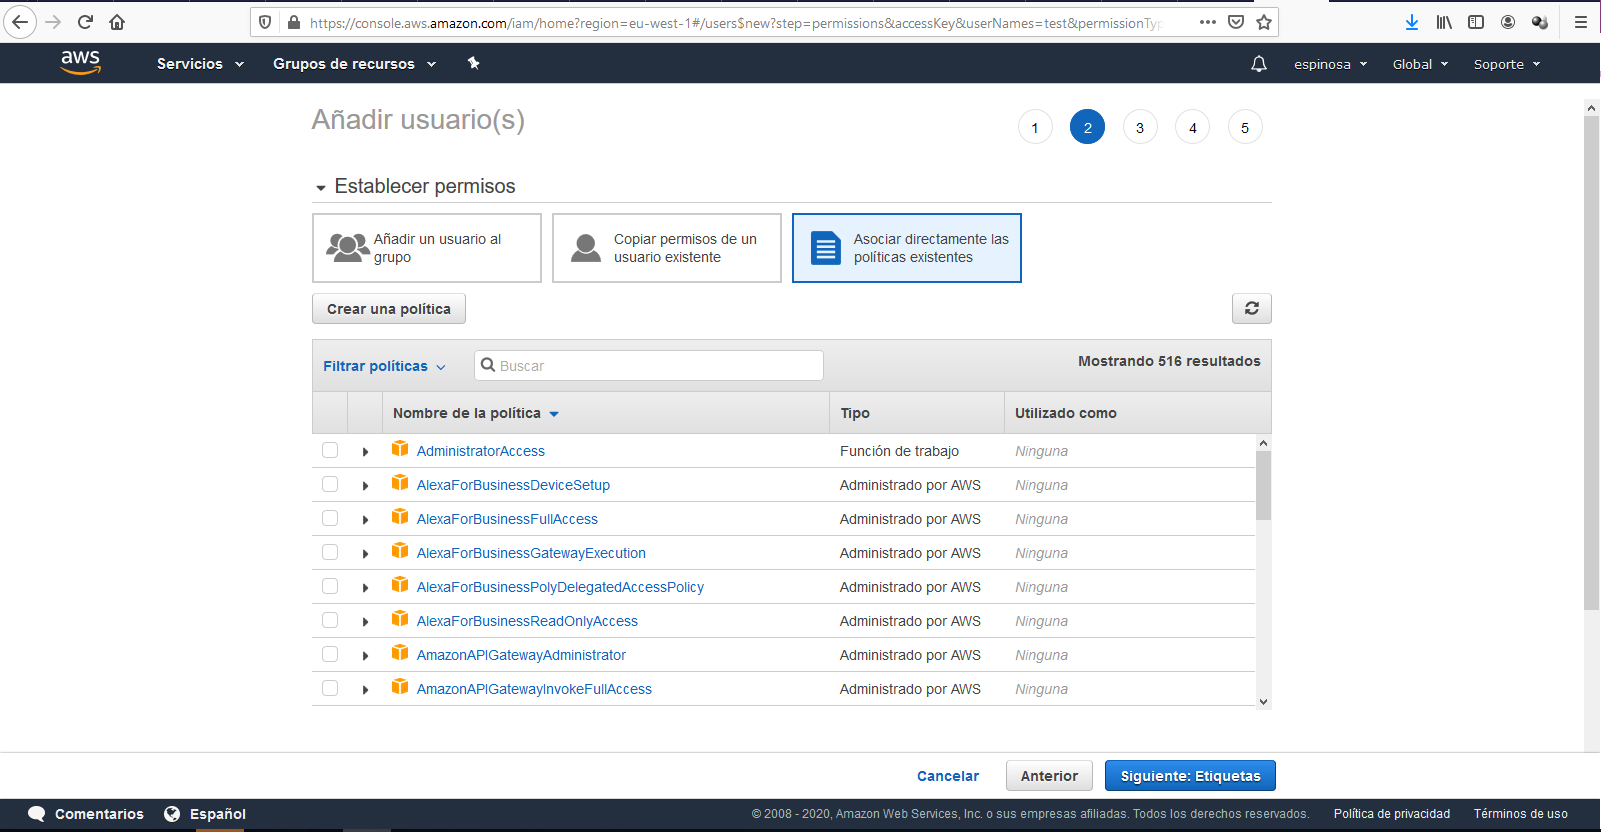 https://console.aws.amazon.com/iam/home?region=eu-west-1#/users$new?step=permissions&accessKey&userNames=test&permissionTyp
aws
Servicios
Grupos de recursos
espinosa
Global
Soporte
Añadir usuario(s)
1 2 3 4 5
Establecer permisos
Añadir un usuario al
grupo
Copiar permisos de un
usuario existente
Asociar directamente las
políticas existentes
Crear una política
Filtrar políticas
Buscar
Mostrando 516 resultados
Nombre de la política Tipo Utilizado como
AdministratorAccess Función de trabajo Ninguna
AlexaForBusinessDeviceSetup Administrado por AWS Ninguna
AlexaForBusinessFullAccess Administrado por AWS Ninguna
AlexaForBusinessGatewayExecution Administrado por AWS Ninguna
AlexaForBusinessPolyDelegatedAccessPolicy Administrado por AWS Ninguna
AlexaForBusinessReadOnlyAccess Administrado por AWS Ninguna
AmazonAPIGatewayAdministrator Administrado por AWS Ninguna
AmazonAPIGatewayInvokeFullAccess Administrado por AWS Ninguna
Cancelar
Anterior
Siguiente: Etiquetas
Comentarios
Español
© 2008 - 2020, Amazon Web Services, Inc. o sus empresas afiliadas. Todos los derechos reservados.
Política de privacidad
Términos de uso